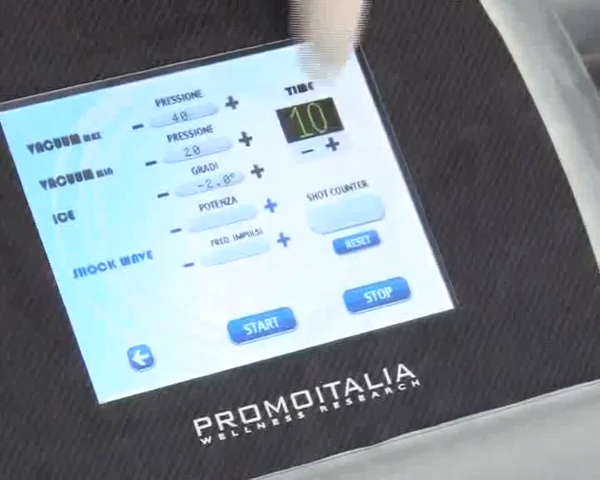 PRESSIONE
TIME
VACUUM MAX - 40 +
10
PRESSIONE
VACUUM MIN - 20 +
- +
GRADI
ICE - -2.0° +
POTENZA
SHOT COUNTER
- +
FREQ. IMPULSI
SHOCK WAVE - +
RESET
START
STOP
PROMOITALIA
WELLNESS RESEARCH